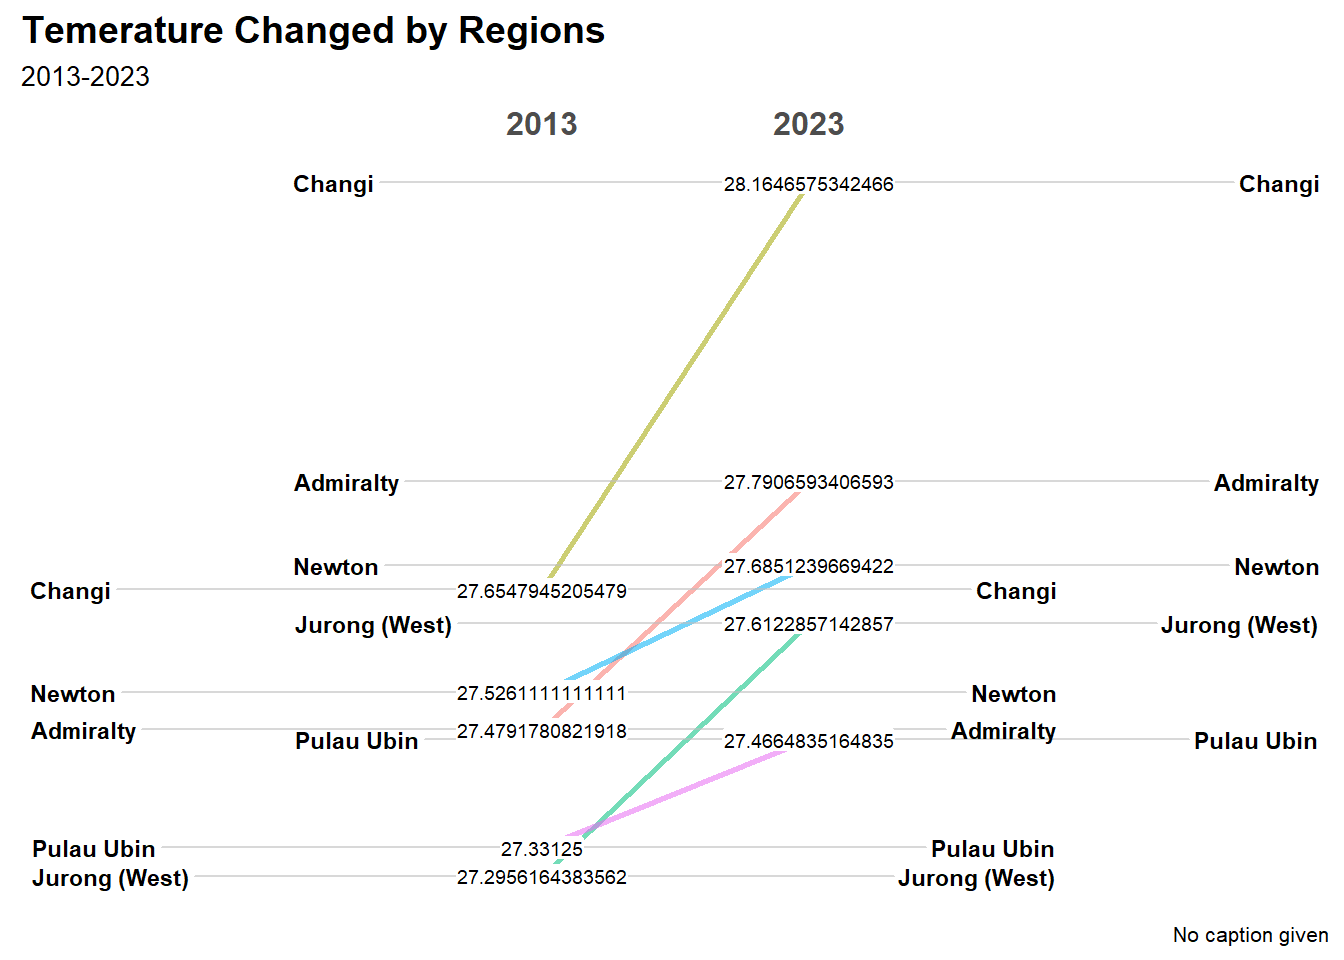 Temerature Changed by Regions
2013-2023
2013 2023
Changi 28.1646575342466 Changi
Admiralty 27.7906593406593 Admiralty
Newton 27.6851239669422 Newton
Changi 27.6547945205479 Changi
Jurong (West) 27.6122857142857 Jurong (West)
Newton 27.5261111111111 Newton
Admiralty 27.4791780821918 Admiralty
Pulau Ubin 27.4664835164835 Pulau Ubin
Pulau Ubin 27.33125 Pulau Ubin
Jurong (West) 27.2956164383562 Jurong (West)
No caption given